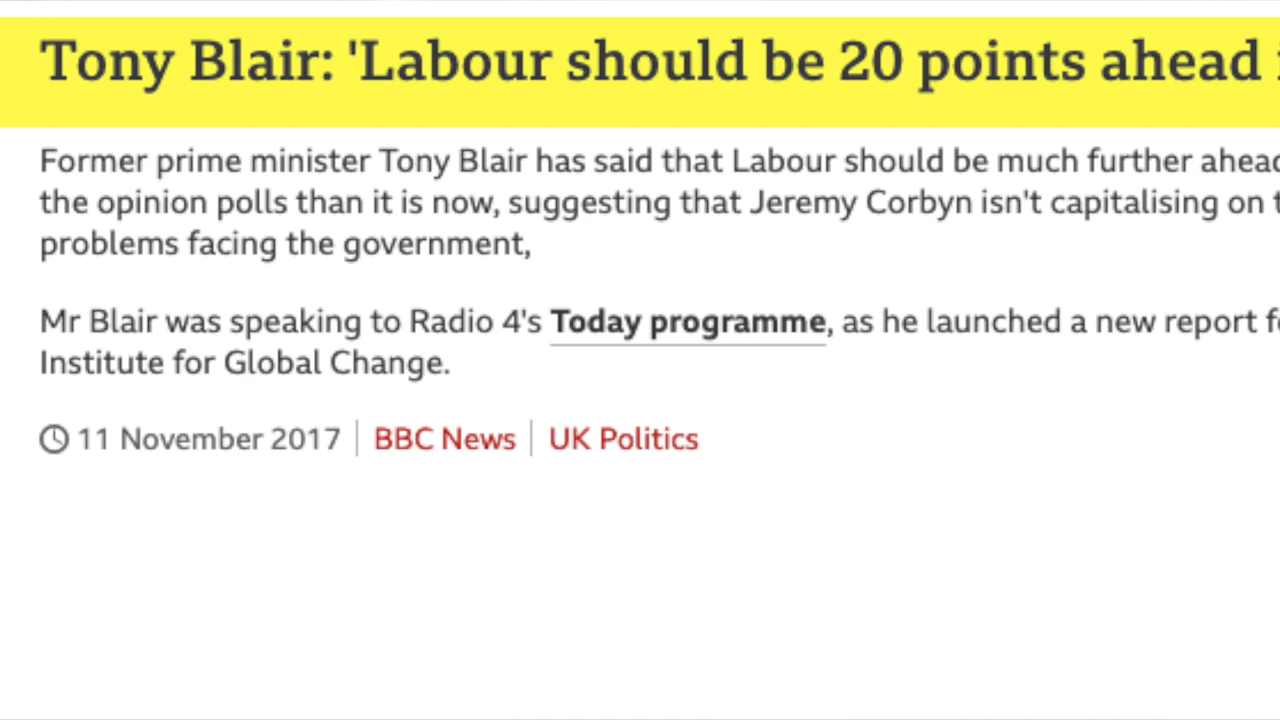 Tony Blair: 'Labour should be 20 points ahead
Former prime minister Tony Blair has said that Labour should be much further ahead
the opinion polls than it is now, suggesting that Jeremy Corbyn isn't capitalising on
problems facing the government,
Mr Blair was speaking to Radio 4's Today programme, as he launched a new report
Institute for Global Change.
11 November 2017 | BBC News | UK Politics